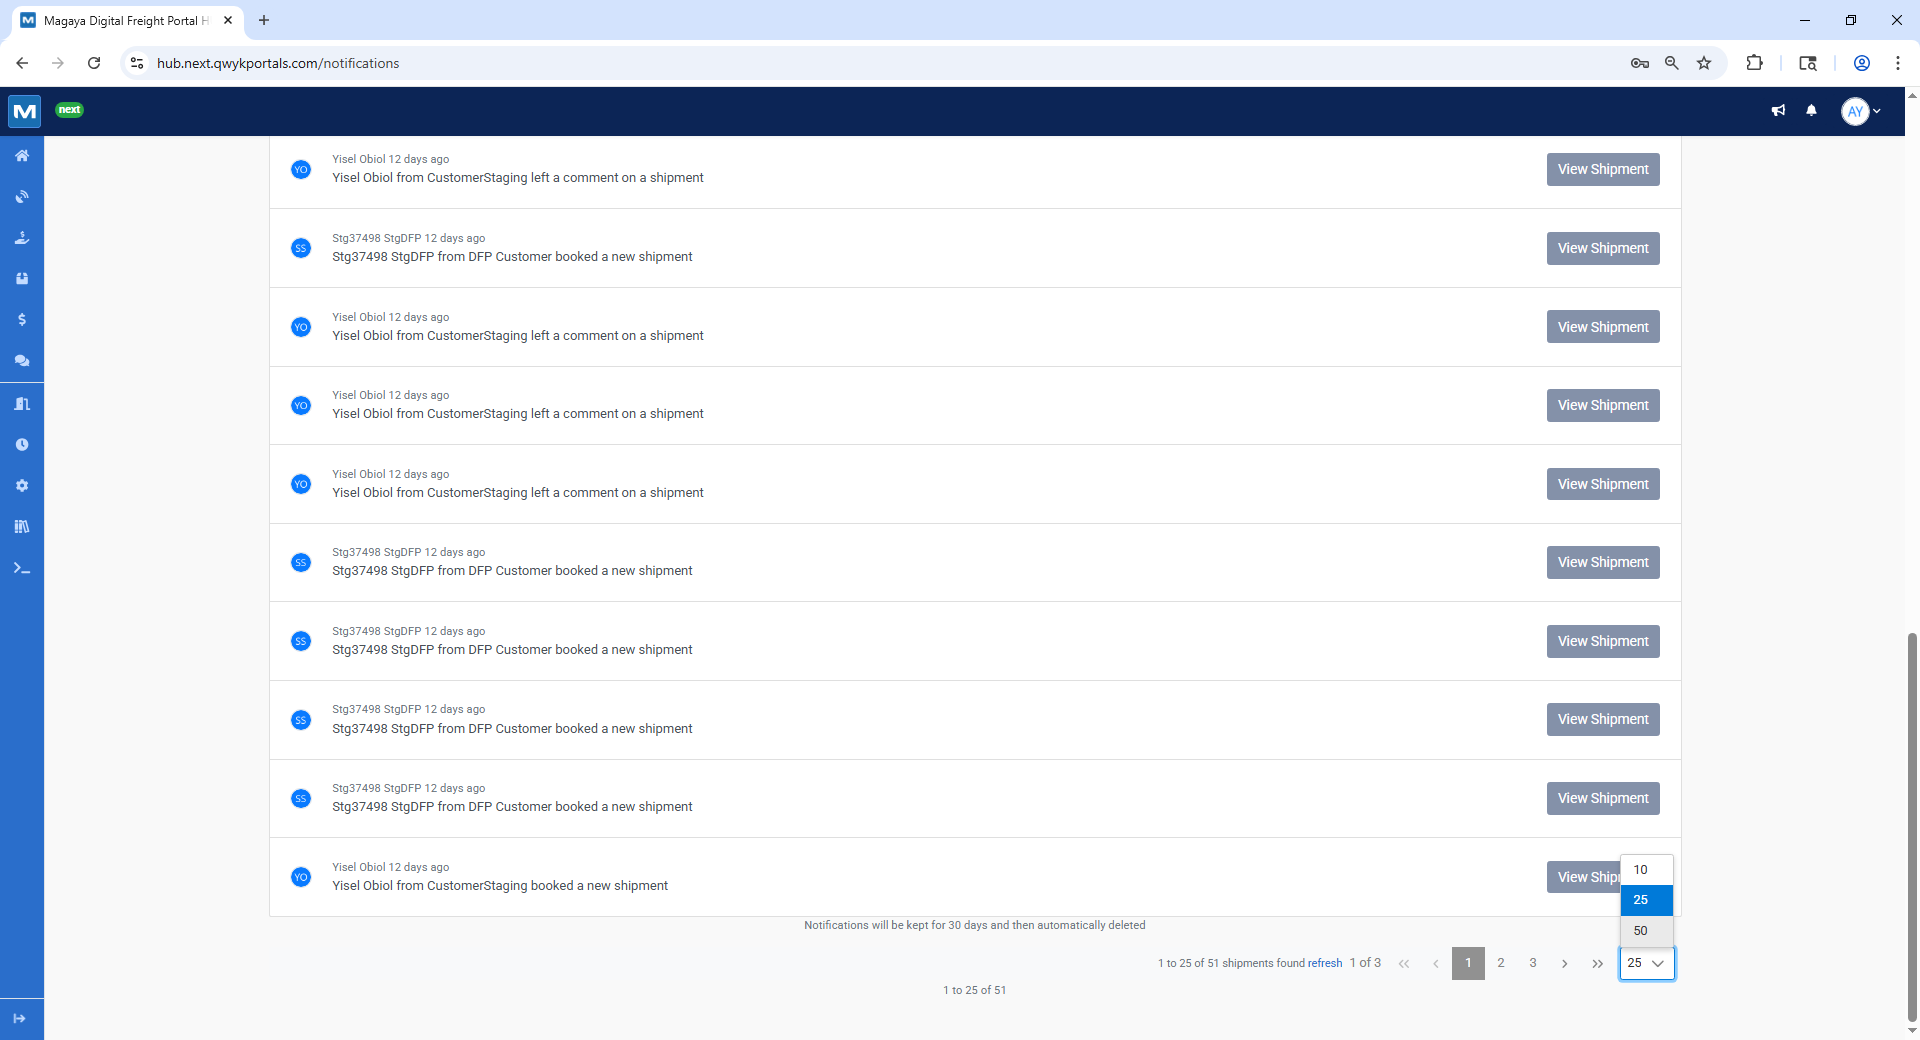 Magaya Digital Freight Portal H
hub.next.qwykportals.com/notifications
M next AY
Yisel Obiol 12 days ago
YO Yisel Obiol from CustomerStaging left a comment on a shipment View Shipment
Stg37498 StgDFP 12 days ago
SS Stg37498 StgDFP from DFP Customer booked a new shipment View Shipment
Yisel Obiol 12 days ago
YO Yisel Obiol from CustomerStaging left a comment on a shipment View Shipment
Yisel Obiol 12 days ago
YO Yisel Obiol from CustomerStaging left a comment on a shipment View Shipment
Yisel Obiol 12 days ago
YO Yisel Obiol from CustomerStaging left a comment on a shipment View Shipment
Stg37498 StgDFP 12 days ago
SS Stg37498 StgDFP from DFP Customer booked a new shipment View Shipment
Stg37498 StgDFP 12 days ago
SS Stg37498 StgDFP from DFP Customer booked a new shipment View Shipment
Stg37498 StgDFP 12 days ago
SS Stg37498 StgDFP from DFP Customer booked a new shipment View Shipment
Stg37498 StgDFP 12 days ago
SS Stg37498 StgDFP from DFP Customer booked a new shipment View Shipment
Yisel Obiol 12 days ago
YO Yisel Obiol from CustomerStaging booked a new shipment View Ship
10
25
50
Notifications will be kept for 30 days and then automatically deleted
1 to 25 of 51 shipments found refresh 1 of 3 « ‹ 1 2 3 › » 25
1 to 25 of 51